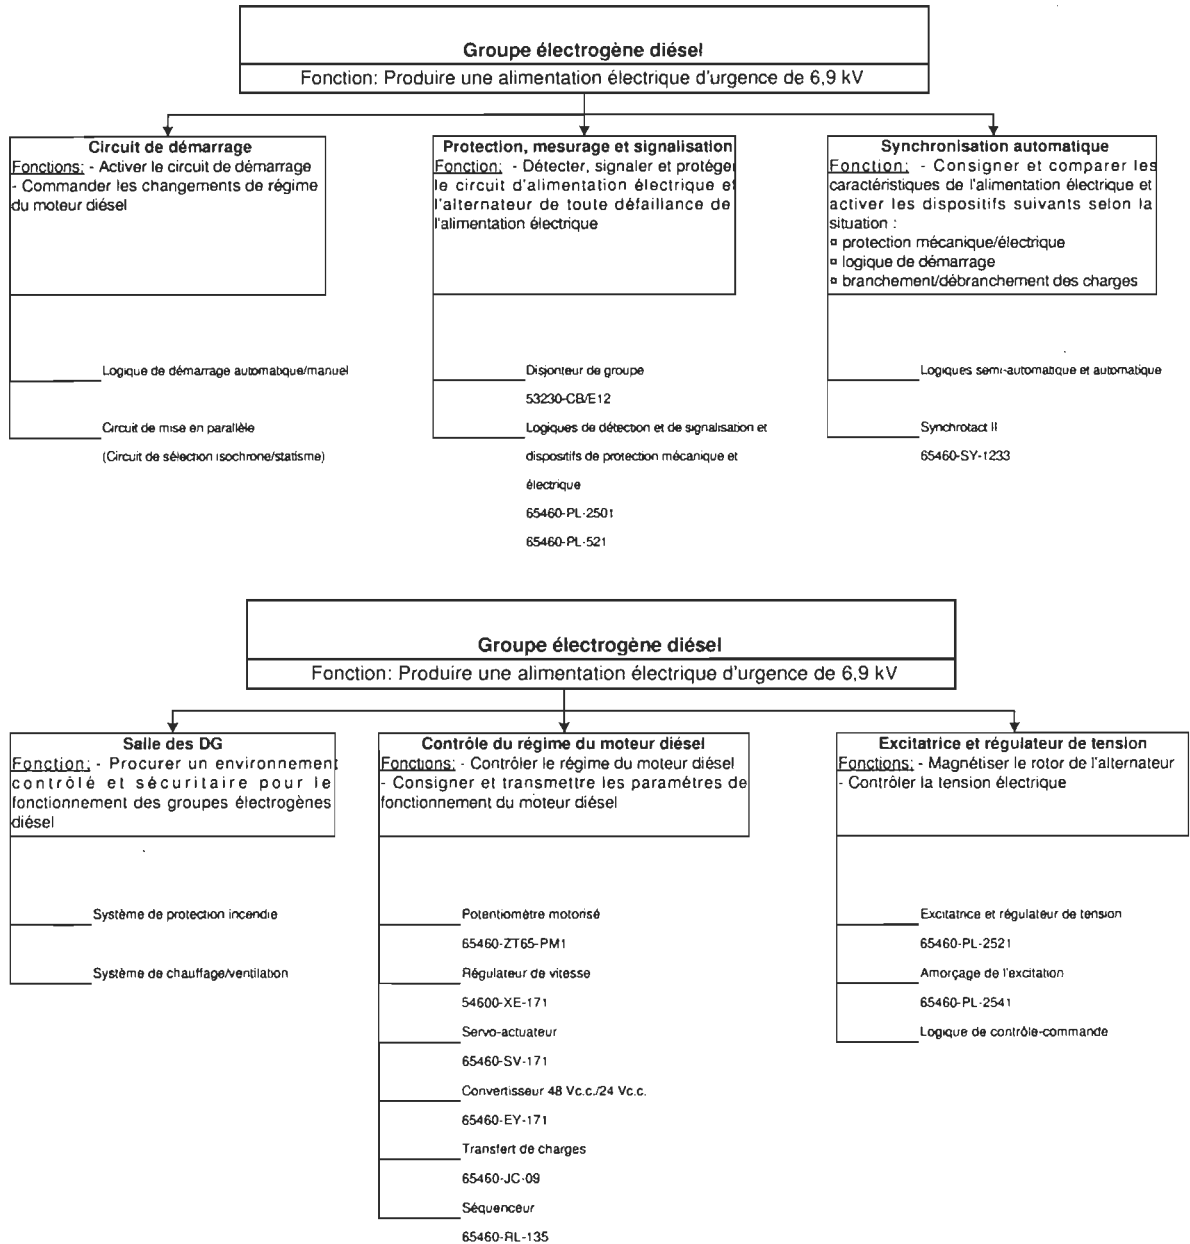 Groupe électrogène diésel
Fonction: Produire une alimentation électrique d'urgence de 6,9 kV
Circuit de démarrage
Fonctions: - Activer le circuit de démarrage
- Commander les changements de régime
du moteur diésel
Logique de démarrage automatique/manuel
Circuit de mise en parallèle
(Circuit de sélection isochrone/statisme)
Protection, mesurage et signalisation
Fonction: - Détecter, signaler et protéger
le circuit d'alimentation électrique et
l'alternateur de toute défaillance de
l'alimentation électrique
Disjonteur de groupe
53230-CB/E12
Logiques de détection et de signalisation et
dispositifs de protection mécanique et
électrique
65460-PL-2501
65460-PL-521
Synchronisation automatique
Fonction: - Consigner et comparer les
caractéristiques de l'alimentation électrique et
activer les dispositifs suivants selon la
situation :
¤ protection mécanique/électrique
¤ logique de démarrage
¤ branchement/débranchement des charges
Logiques semi-automatique et automatique
Synchrotact II
65460-SY-1233
Groupe électrogène diésel
Fonction: Produire une alimentation électrique d'urgence de 6,9 kV
Salle des DG
Fonction: - Procurer un environnement
contrôlé et sécuritaire pour le
fonctionnement des groupes électrogènes
diésel
Système de protection incendie
Système de chauffage/ventilation
Contrôle du régime du moteur diésel
Fonctions: - Contrôler le régime du moteur diésel
- Consigner et transmettre les paramètres de
fonctionnement du moteur diésel
Potentiomètre motorisé
65460-ZT65-PM1
Régulateur de vitesse
54600-XE-171
Servo-actuateur
65460-SV-171
Convertisseur 48 Vc.c./24 Vc.c.
65460-EY-171
Transfert de charges
65460-JC-09
Séquenceur
65460-RL-135
Excitatrice et régulateur de tension
Fonctions: - Magnétiser le rotor de l'alternateur
- Contrôler la tension électrique
Excitatrice et régulateur de tension
65460-PL-2521
Amorçage de l'excitation
65460-PL-2541
Logique de contrôle-commande